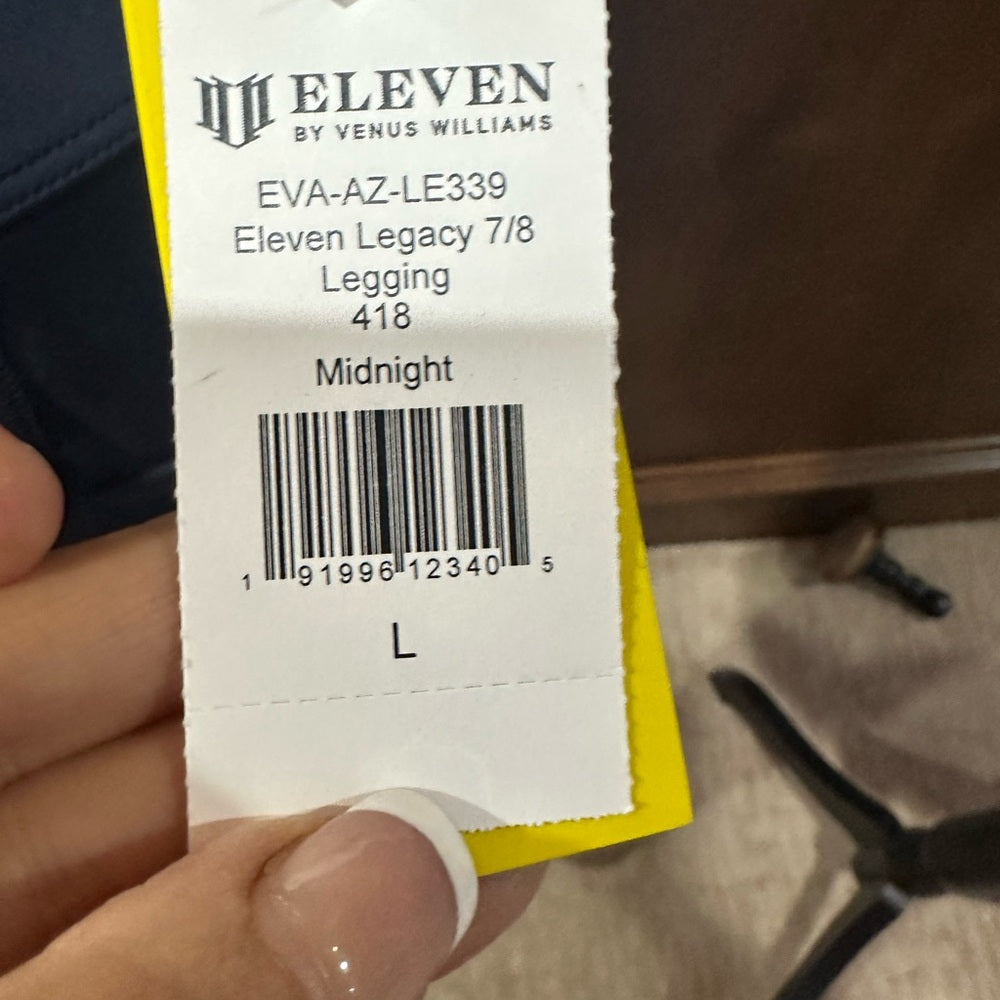 ELEVEN
BY VENUS WILLIAMS
EVA-AZ-LE339
Eleven Legacy 7/8
Legging
418
Midnight
1 91996 12340 5
L